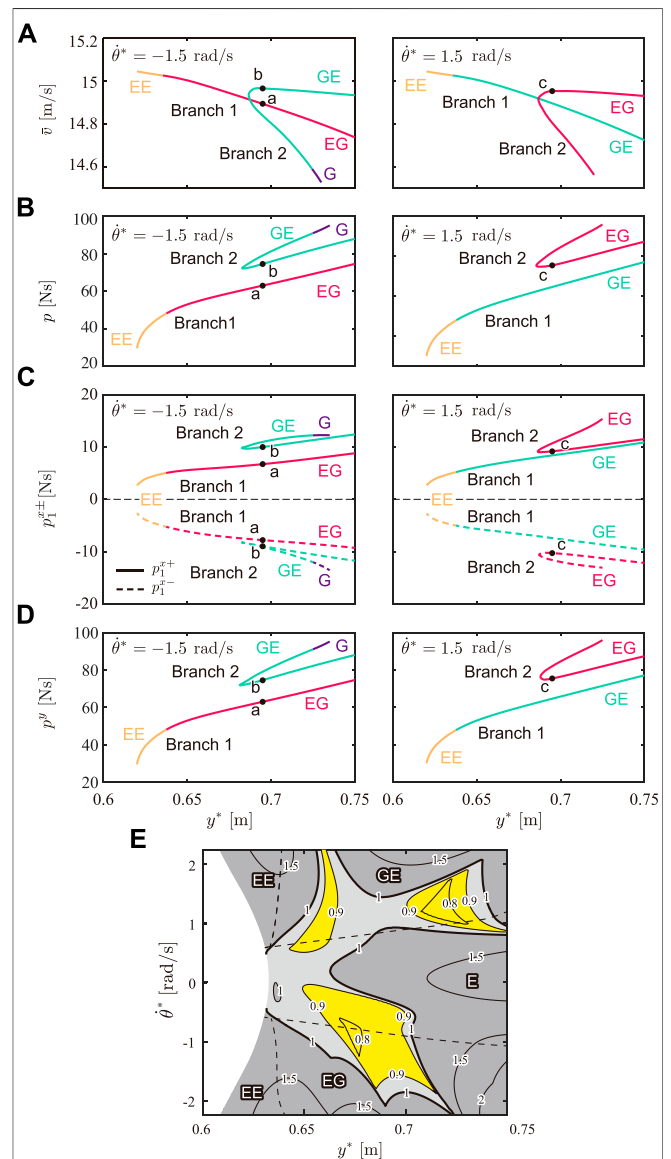 A
15.2
15
14.6
v̄ [m/s]
θ̇* = −1.5 rad/s
EE
b
a
GE
Branch 1
Branch 2
EG
G
θ̇* = 1.5 rad/s
EE
c
EG
Branch 1
Branch 2
GE
B
100
80
60
40
20
p [Ns]
θ̇* = −1.5 rad/s
GE
G
Branch 2
b
a
EG
Branch1
EE
θ̇* = 1.5 rad/s
Branch 2
EG
c
GE
Branch 1
EE
C
20
10
0
-10
-20
p₁ˣ± [Ns]
θ̇* = −1.5 rad/s
Branch 2
GE
G
b
a
EG
Branch 1
EE
Branch 1
a
b
EG
GE
G
Branch 2
p₁ˣ⁺
p₁ˣ⁻
θ̇* = 1.5 rad/s
EG
Branch 2
c
GE
Branch 1
EE
Branch 1
GE
c
Branch 2
EG
D
100
80
60
40
20
pʸ [Ns]
θ̇* = −1.5 rad/s
GE
G
Branch 2
b
a
EG
EE
Branch 1
θ̇* = 1.5 rad/s
EG
Branch 2
c
GE
Branch 1
EE
0.6 0.65 0.7 0.75
y* [m]
0.6 0.65 0.7 0.75
y* [m]
E
2
1
0
-1
-2
θ̇* [rad/s]
1.5
1.5
EE
GE
1
0.9
0.9
0.8
0.9
1
1
1.5
E
1
0.9
0.9
1
0.8
1
0.9
0.9
1
EE
1.5
EG
1.5
1.5
2
0.6 0.65 0.7 0.75
y* [m]